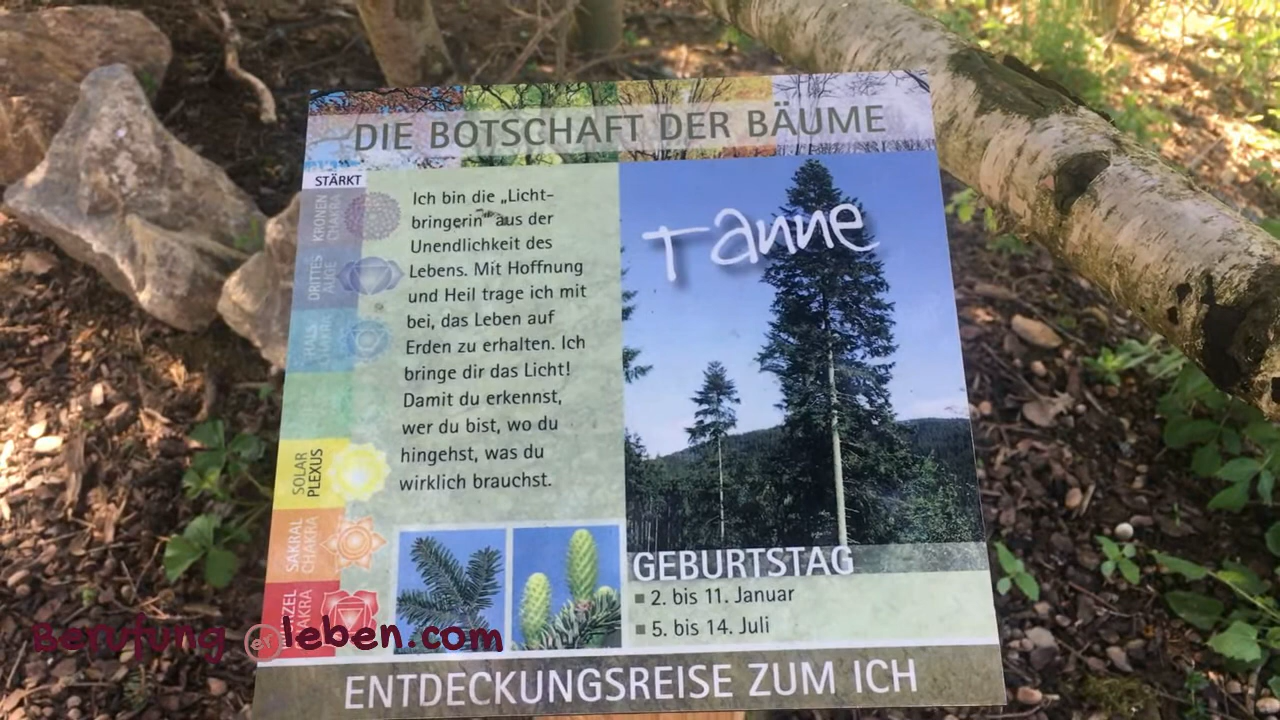 DIE BOTSCHAFT DER BÄUME
STÄRKT
KRONEN
CHAKRA
DRITTES
AUGE
HALS
CHAKRA
SOLAR
PLEXUS
SAKRAL
CHAKRA
Ich bin die „Licht-
bringerin" aus der
Unendlichkeit des
Lebens. Mit Hoffnung
und Heil trage ich mit
bei, das Leben auf
Erden zu erhalten. Ich
bringe dir das Licht!
Damit du erkennst,
wer du bist, wo du
hingehst, was du
wirklich brauchst.
Tanne
GEBURTSTAG
2. bis 11. Januar
5. bis 14. Juli
Berufung erleben.com
ENTDECKUNGSREISE ZUM ICH